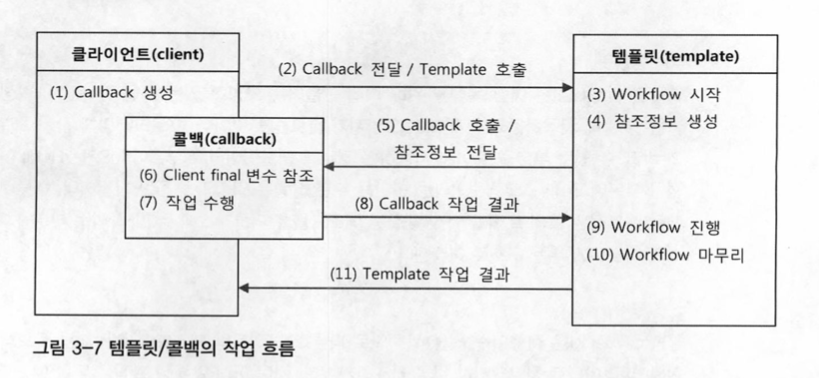 클라이언트(client)
(1) Callback 생성
콜백(callback)
(6) Client final 변수 참조
(7) 작업 수행
(2) Callback 전달 / Template 호출
(5) Callback 호출 /
참조정보 전달
(8) Callback 작업 결과
(11) Template 작업 결과
템플릿(template)
(3) Workflow 시작
(4) 참조정보 생성
(9) Workflow 진행
(10) Workflow 마무리
그림 3–7 템플릿/콜백의 작업 흐름